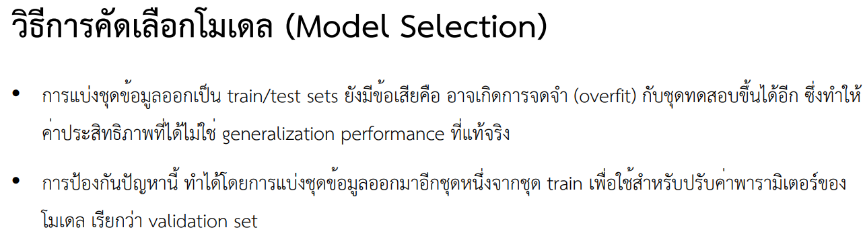 วิธีการคัดเลือกโมเดล (Model Selection)
• การแบ่งชุดข้อมูลออกเป็น train/test sets ยังมีข้อเสียคือ อาจเกิดการจดจำ (overfit) กับชุดทดสอบขึ้นได้อีก ซึ่งทำให้
ค่าประสิทธิภาพที่ได้ไม่ใช่ generalization performance ที่แท้จริง
• การป้องกันปัญหานี้ ทำได้โดยการแบ่งชุดข้อมูลออกมาอีกชุดหนึ่งจากชุด train เพื่อใช้สำหรับปรับค่าพารามิเตอร์ของ
โมเดล เรียกว่า validation set